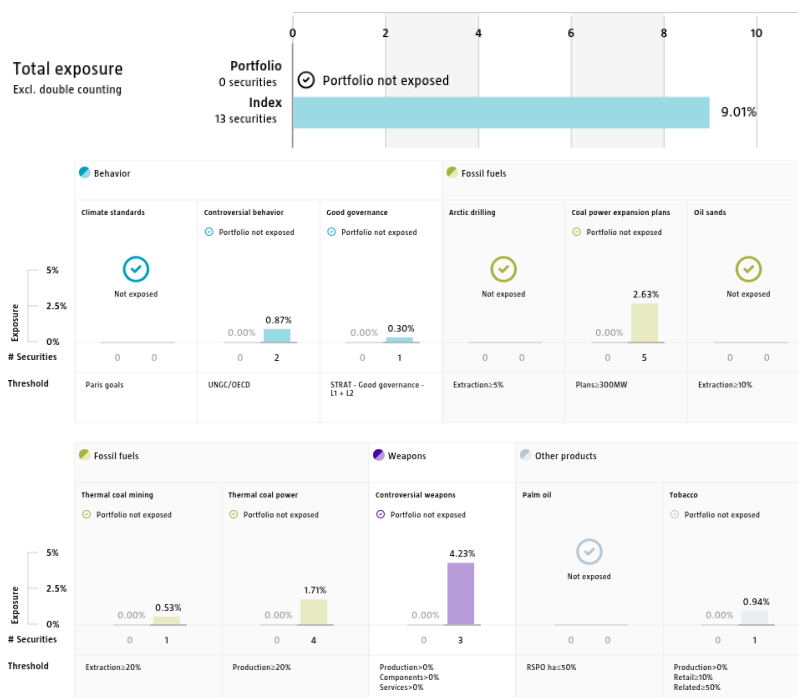 0 2 4 6 8 10
Total exposure
Excl. double counting
Portfolio
0 securities
Portfolio not exposed
Index
13 securities
9.01%
Behavior
Fossil fuels
Climate standards
Controversial behavior
Good governance
Arctic drilling
Coal power expansion plans
Oil sands
Portfolio not exposed
Portfolio not exposed
Portfolio not exposed
Not exposed
Not exposed
Not exposed
Exposure
5%
2.5%
0%
0.00% 0.87%
0.00% 0.30%
0.00% 2.63%
# Securities 0 0 0 2 0 1 0 0 0 5 0 0
Threshold
Paris goals
UNGC/OECD
STRAT - Good governance -
L1 + L2
Extraction≥5%
Plans≥300MW
Extraction≥10%
Fossil fuels
Weapons
Other products
Thermal coal mining
Thermal coal power
Controversial weapons
Palm oil
Tobacco
Portfolio not exposed
Portfolio not exposed
Portfolio not exposed
Portfolio not exposed
Not exposed
Exposure
5%
2.5%
0%
0.00% 0.53%
0.00% 1.71%
0.00% 4.23%
0.00% 0.94%
# Securities 0 1 0 4 0 3 0 0 0 1
Threshold
Extraction≥20%
Production≥20%
Production>0%
Components>0%
Services>0%
RSPO ha≤50%
Production>0%
Retail≥10%
Related≥50%